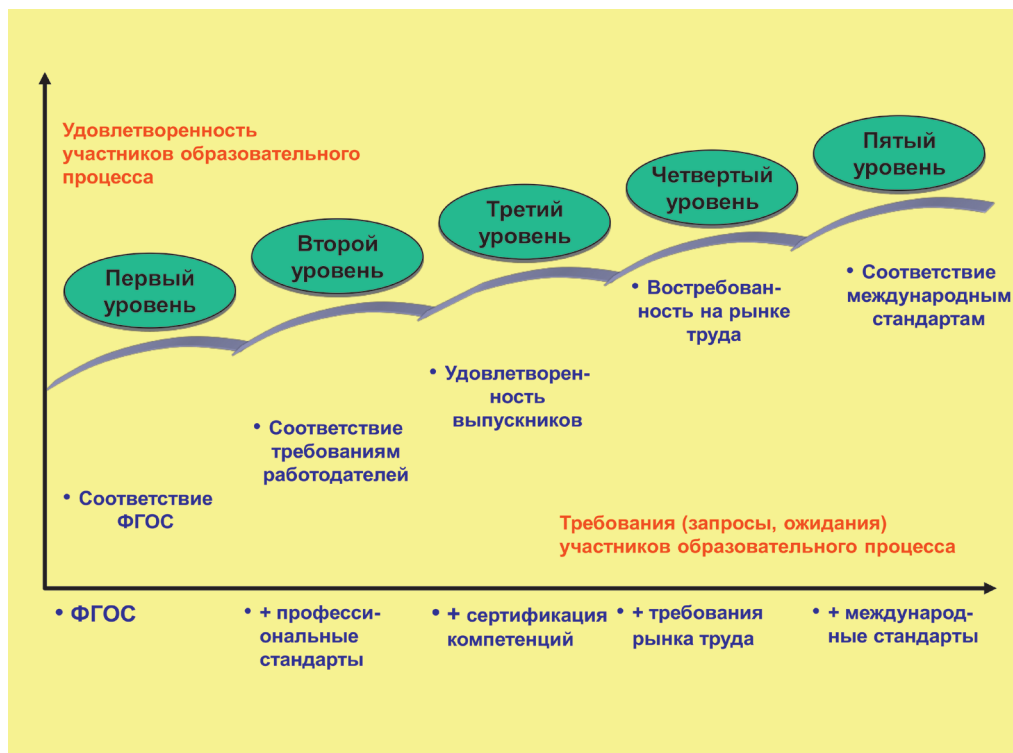 Удовлетворенность
участников образовательного
процесса
Первый
уровень
Второй
уровень
Третий
уровень
Четвертый
уровень
Пятый
уровень
• Соответствие
ФГОС
• Соответствие
требованиям
работодателей
• Удовлетворен-
ность
выпускников
• Востребован-
ность на рынке
труда
• Соответствие
международным
стандартам
Требования (запросы, ожидания)
участников образовательного процесса
• ФГОС
• + професси-
ональные
стандарты
• + сертификация
компетенций
• + требования
рынка труда
• + международ-
ные стандарты